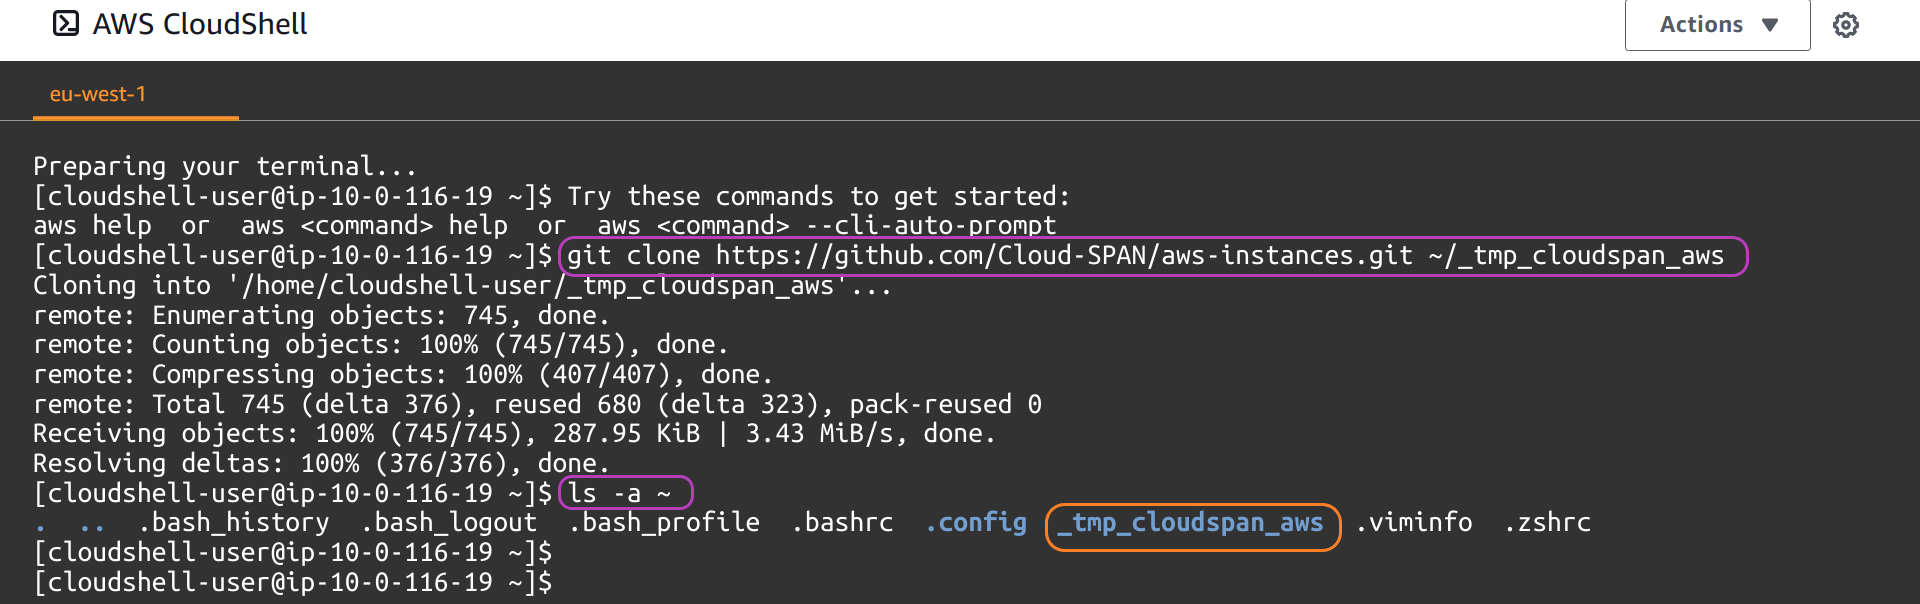 AWS CloudShell
Actions
eu-west-1
Preparing your terminal...
[cloudshell-user@ip-10-0-116-19 ~]$ Try these commands to get started:
aws help  or  aws <command> help  or  aws <command> --cli-auto-prompt
[cloudshell-user@ip-10-0-116-19 ~]$ git clone https://github.com/Cloud-SPAN/aws-instances.git ~/_tmp_cloudspan_aws
Cloning into '/home/cloudshell-user/_tmp_cloudspan_aws'...
remote: Enumerating objects: 745, done.
remote: Counting objects: 100% (745/745), done.
remote: Compressing objects: 100% (407/407), done.
remote: Total 745 (delta 376), reused 680 (delta 323), pack-reused 0
Receiving objects: 100% (745/745), 287.95 KiB | 3.43 MiB/s, done.
Resolving deltas: 100% (376/376), done.
[cloudshell-user@ip-10-0-116-19 ~]$ ls -a ~
.  ..  .bash_history  .bash_logout  .bash_profile  .bashrc  .config  _tmp_cloudspan_aws  .viminfo  .zshrc
[cloudshell-user@ip-10-0-116-19 ~]$
[cloudshell-user@ip-10-0-116-19 ~]$